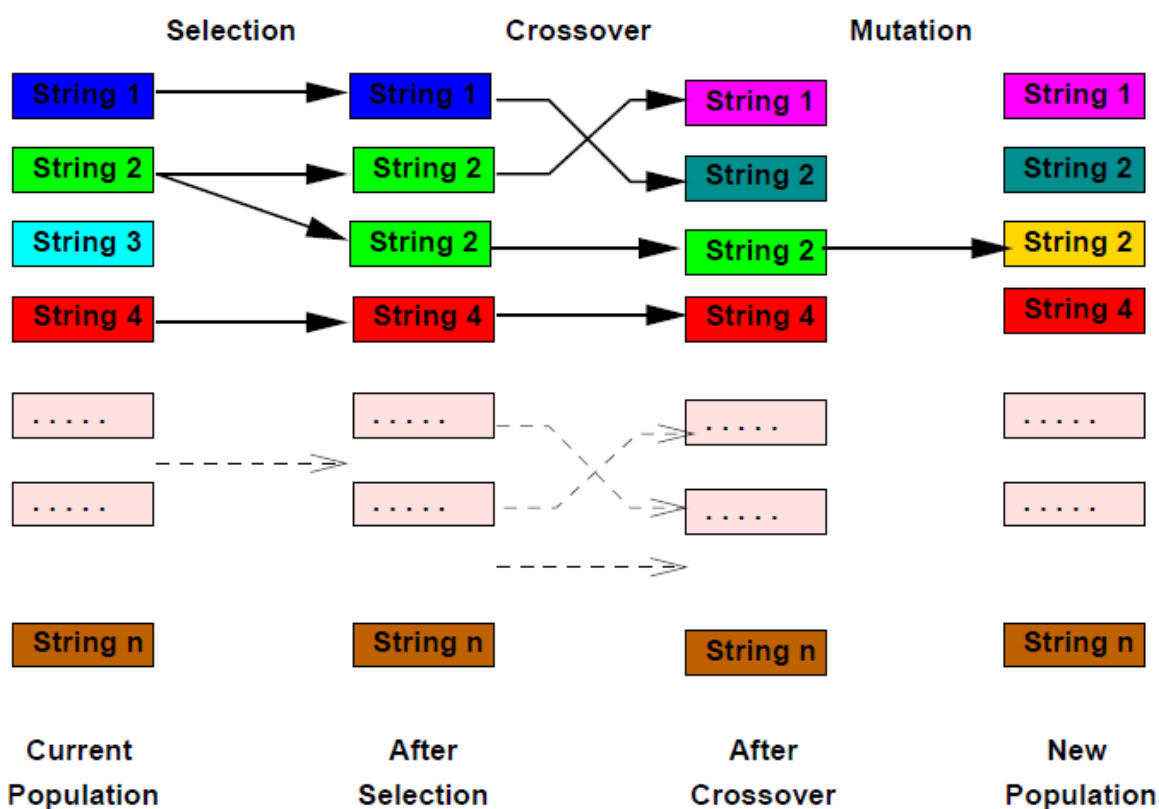 Selection Crossover Mutation
String 1 String 1 String 1 String 1
String 2 String 2 String 2 String 2
String 3 String 2 String 2 String 2
String 4 String 4 String 4 String 4
. . . . . . . . . . . . . . . . . . . .
. . . . . . . . . . . . . . . . . . . .
String n String n String n String n
Current After After New
Population Selection Crossover Population